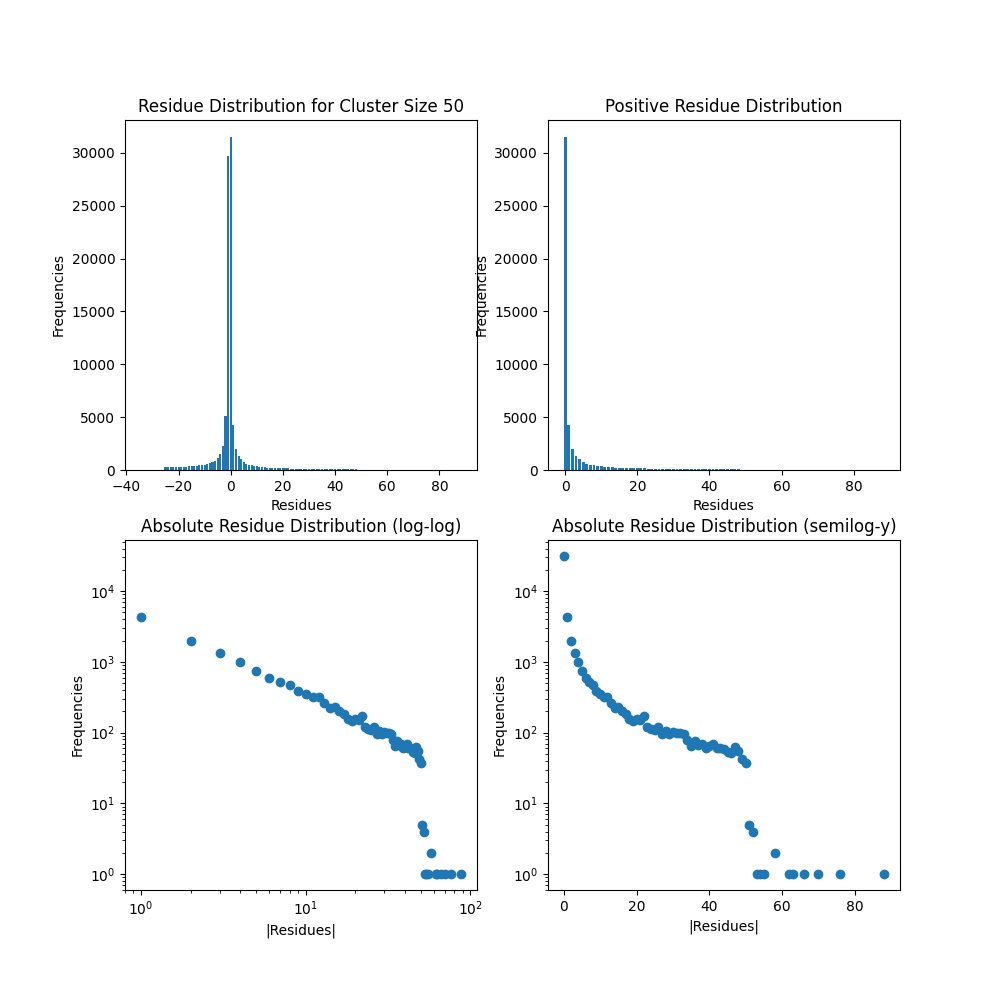 Residue Distribution for Cluster Size 50
Positive Residue Distribution
30000
25000
20000
15000
10000
5000
0
Frequencies
−40 −20 0 20 40 60 80
Residues
30000
25000
20000
15000
10000
5000
0
Frequencies
0 20 40 60 80
Residues
Absolute Residue Distribution (log-log)
Absolute Residue Distribution (semilog-y)
10⁴
10³
10²
10¹
10⁰
Frequencies
10⁰ 10¹ 10²
|Residues|
10⁴
10³
10²
10¹
10⁰
Frequencies
0 20 40 60 80
|Residues|